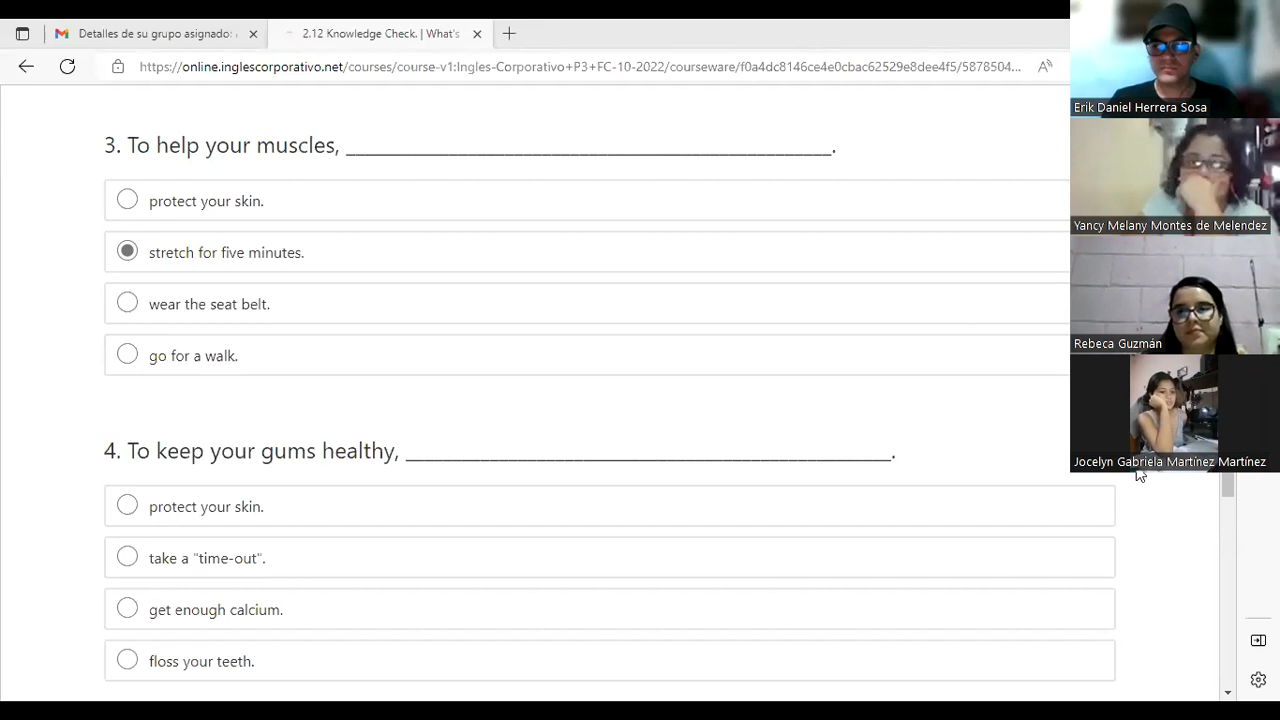 Detalles de su grupo asignado:
2.12 Knowledge Check. | What's
https://online.inglescorporativo.net/courses/course-v1:Ingles-Corporativo+P3+FC-10-2022/courseware/f0a4dc8146ce4e0cbac62529e8dee4f5/5878504...
3. To help your muscles, ____________________________________________.
protect your skin.
stretch for five minutes.
wear the seat belt.
go for a walk.
4. To keep your gums healthy, ____________________________________________.
protect your skin.
take a "time-out".
get enough calcium.
floss your teeth.
Erik Daniel Herrera Sosa
Yancy Melany Montes de Melendez
Rebeca Guzmán
Jocelyn Gabriela Martínez Martínez